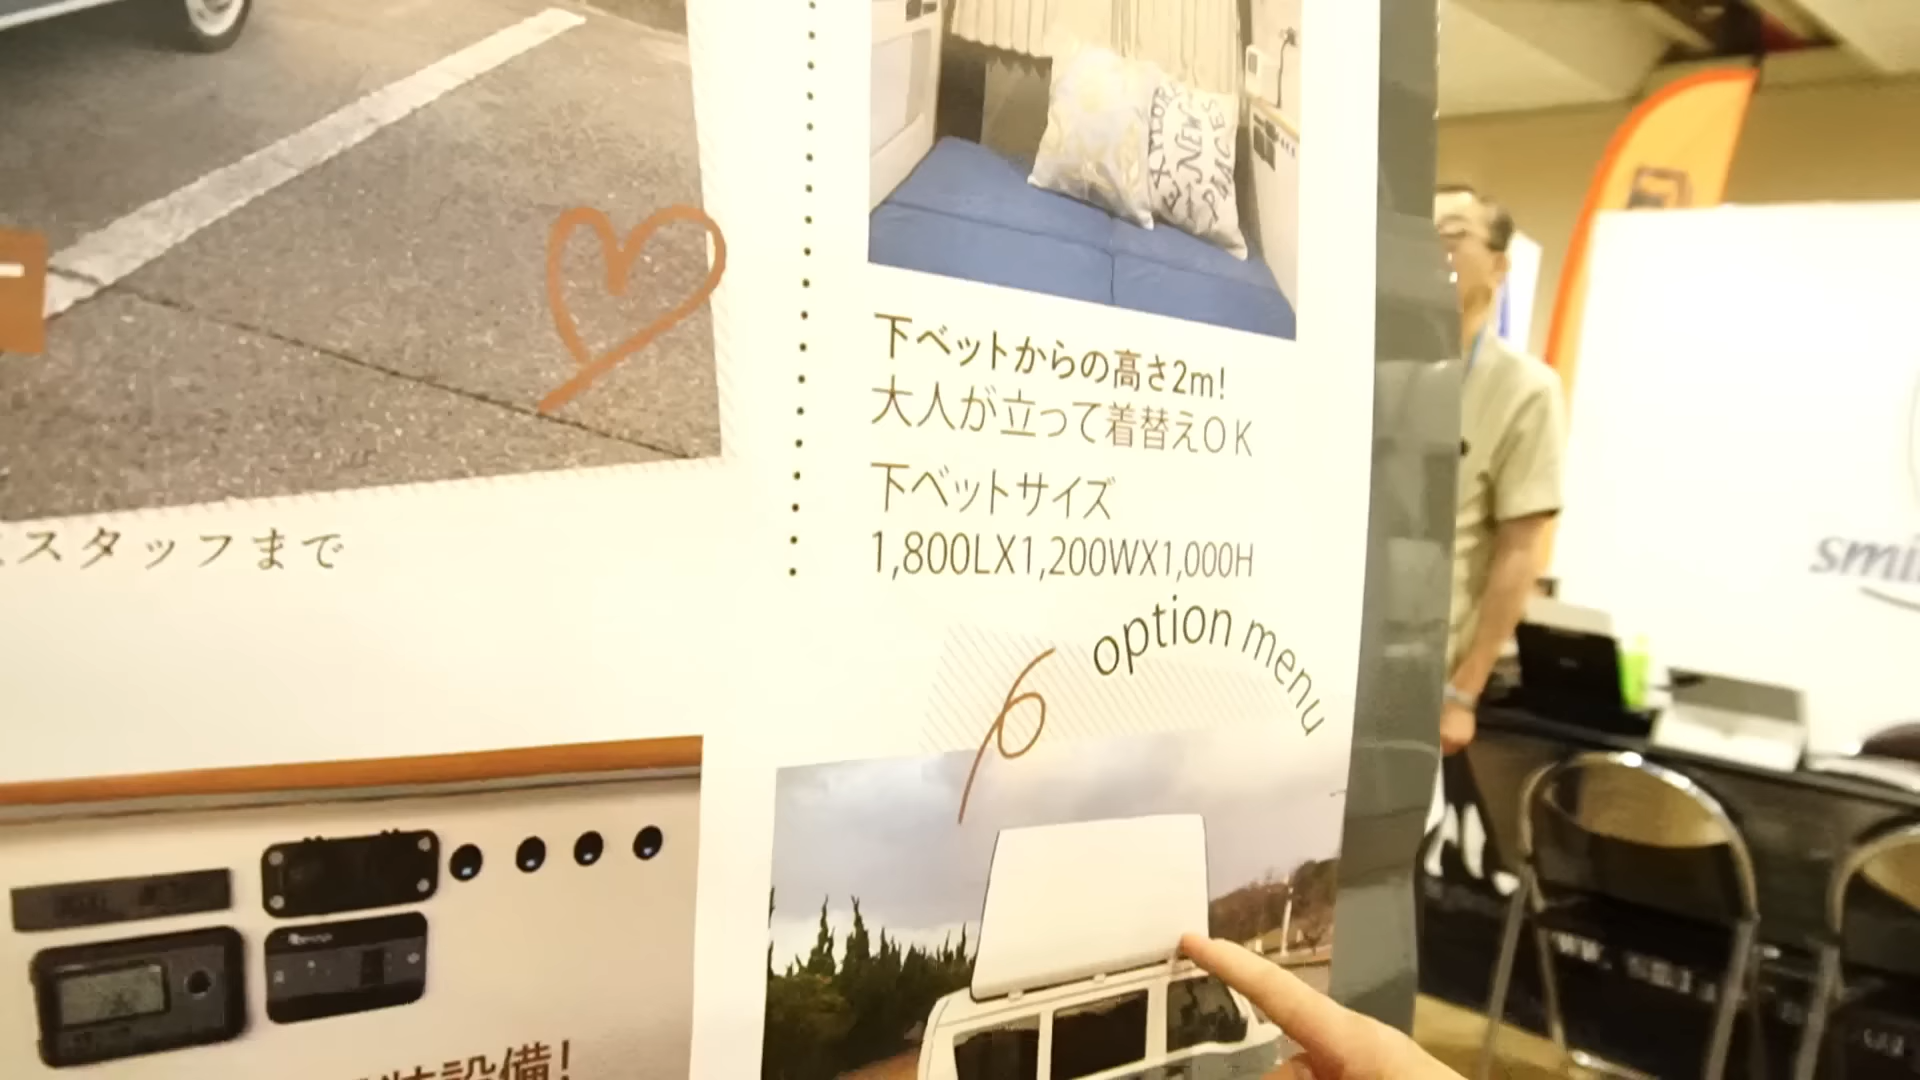 EXPLORE
NEW
PLACES
下ベットからの高さ2m!
大人が立って着替えOK
下ベットサイズ
1,800LX1,200WX1,000H
スタッフまで
option menu
設備!
smi